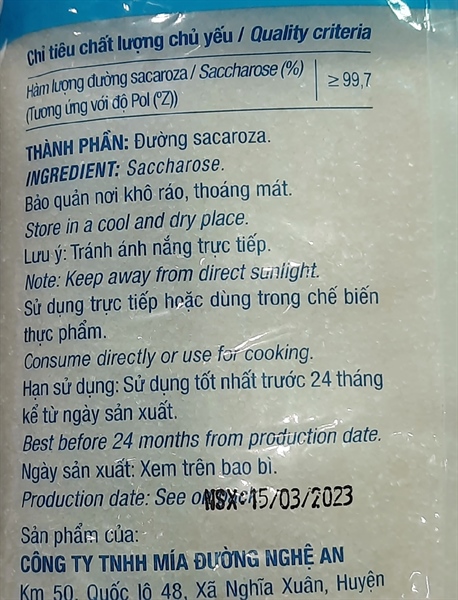 Chỉ tiêu chất lượng chủ yếu / Quality criteria
Hàm lượng đường sacaroza / Saccharose (%)
(Tương ứng với độ Pol (ºZ))
≥ 99,7
THÀNH PHẦN: Đường sacaroza.
INGREDIENT: Saccharose.
Bảo quản nơi khô ráo, thoáng mát.
Store in a cool and dry place.
Lưu ý: Tránh ánh nắng trực tiếp.
Note: Keep away from direct sunlight.
Sử dụng trực tiếp hoặc dùng trong chế biến
thực phẩm.
Consume directly or use for cooking.
Hạn sử dụng: Sử dụng tốt nhất trước 24 tháng
kể từ ngày sản xuất.
Best before 24 months from production date.
Ngày sản xuất: Xem trên bao bì.
Production date: See
NSX 15/03/2023
Sản phẩm của:
CÔNG TY TNHH MÍA ĐƯỜNG NGHỆ AN
Km 50, Quốc lộ 48, Xã Nghĩa Xuân, Huyện